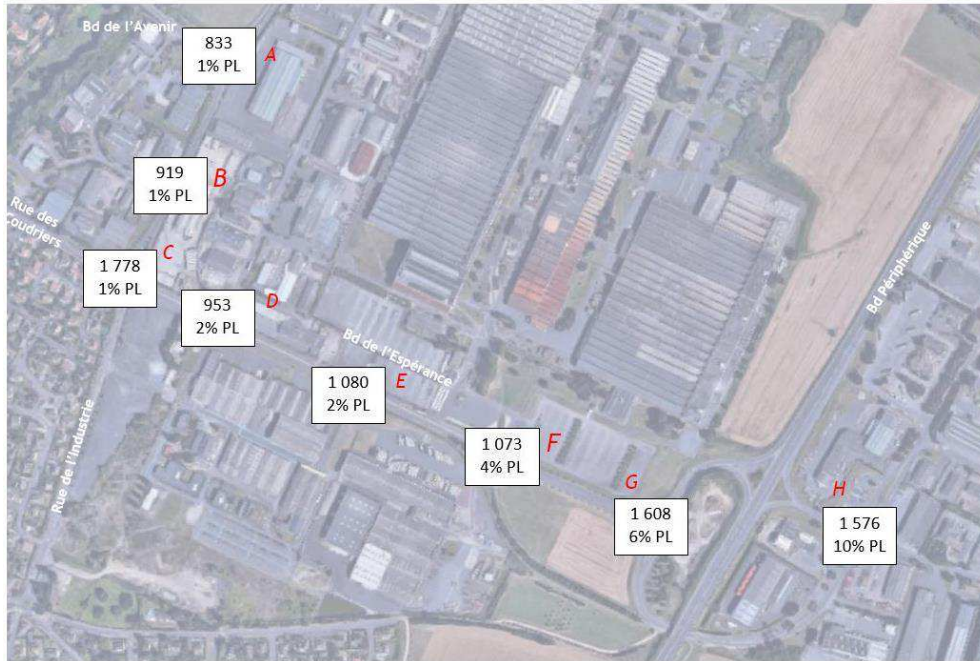 Bd de l'Avenir
833
1% PL
A
919
1% PL
B
Rue des
Coudriers
C
1 778
1% PL
953
2% PL
D
Bd Périphérique
Bd de l'Espérance
1 080
2% PL
E
Rue de l'Industrie
1 073
4% PL
F
G
1 608
6% PL
H
1 576
10% PL